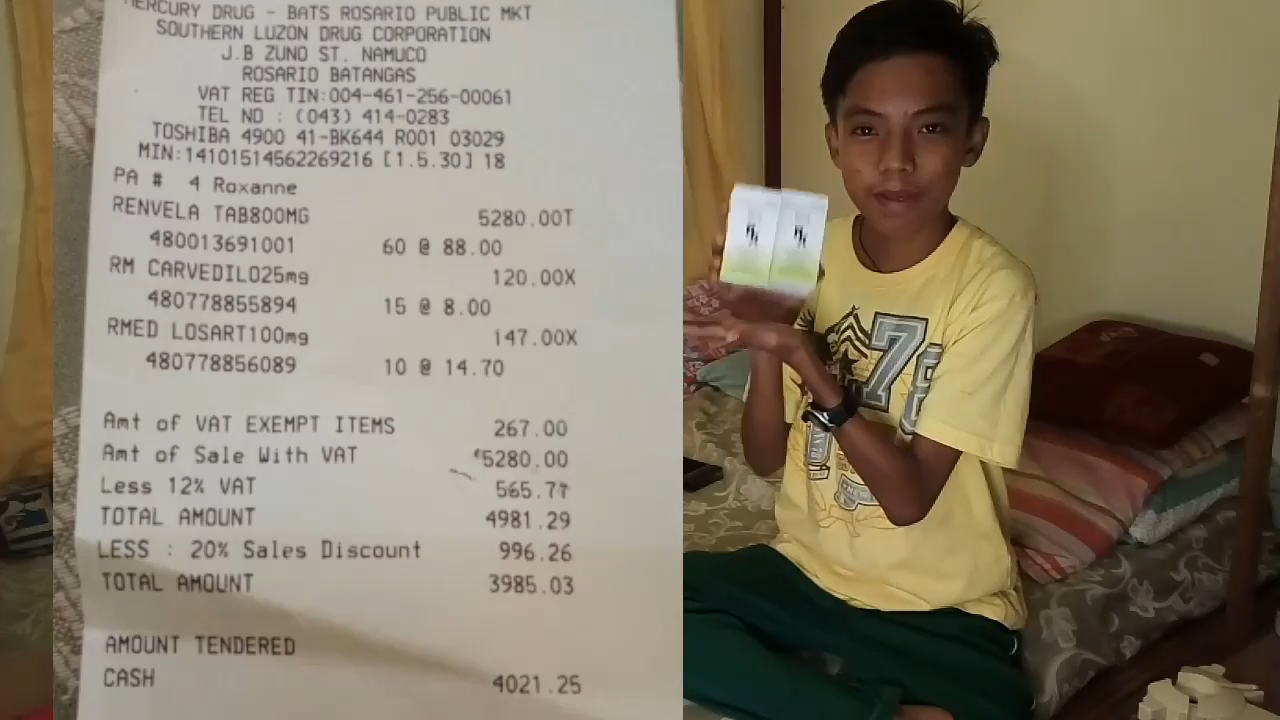 MERCURY DRUG - BATS ROSARIO PUBLIC MKT
SOUTHERN LUZON DRUG CORPORATION
J.B ZUNO ST. NAMUCO
ROSARIO BATANGAS
VAT REG TIN:004-461-256-00061
TEL NO : (043) 414-0283
TOSHIBA 4900 41-BK644 R001 03029
MIN:14101514562269216 [1.5.30] 18
PA # 4 Roxanne
RENVELA TAB800MG 5280.00T
480013691001 60 @ 88.00
RM CARVEDILO25mg 120.00X
480778855894 15 @ 8.00
RMED LOSART100mg 147.00X
480778856089 10 @ 14.70
Amt of VAT EXEMPT ITEMS 267.00
Amt of Sale With VAT 5280.00
Less 12% VAT 565.71
TOTAL AMOUNT 4981.29
LESS : 20% Sales Discount 996.26
TOTAL AMOUNT 3985.03
AMOUNT TENDERED
CASH 4021.25
78